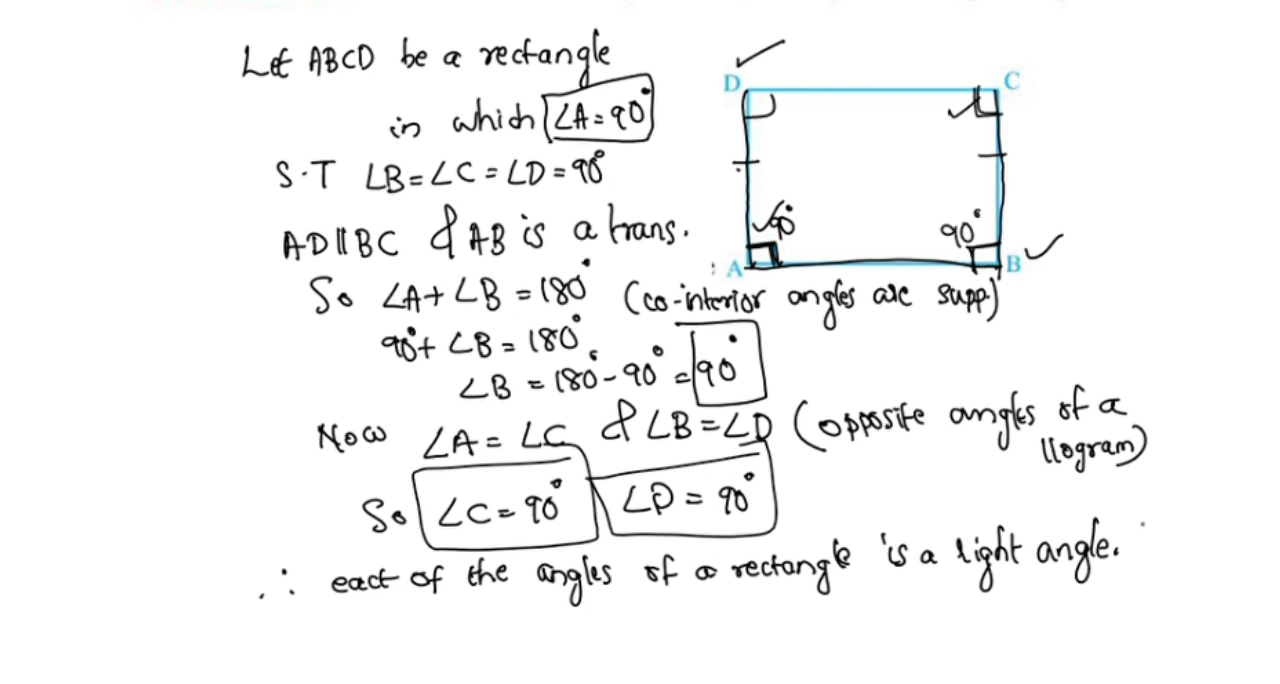 Let ABCD be a rectangle
in which ∠A = 90°
S.T ∠B = ∠C = ∠D = 90°
AD || BC & AB is a trans.
So ∠A + ∠B = 180° (co-interior angles are supp.)
90° + ∠B = 180°
∠B = 180° - 90° = 90°
Now ∠A = ∠C & ∠B = ∠D (opposite angles of a
llogram)
So ∠C = 90° ∠D = 90°
∴ each of the angles of a rectangle is a right angle.
D
C
90°
90°
A
B